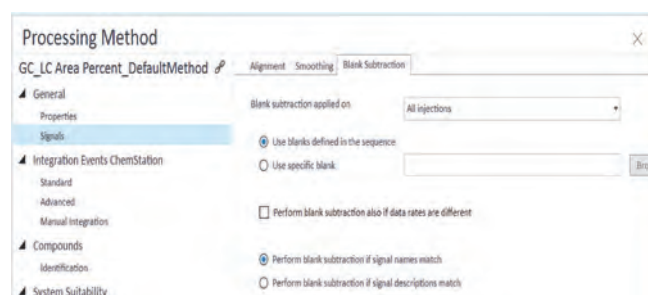 Processing Method
GC_LC Area Percent_DefaultMethod
General
Properties
Signals
Integration Events ChemStation
Standard
Advanced
Manual Integration
Compounds
Identification
System Suitability
Alignment Smoothing Blank Subtraction
Blank subtraction applied on All injections
Use blanks defined in the sequence
Use specific blank Bro
Perform blank subtraction also if data rates are different
Perform blank subtraction if signal names match
Perform blank subtraction if signal descriptions match